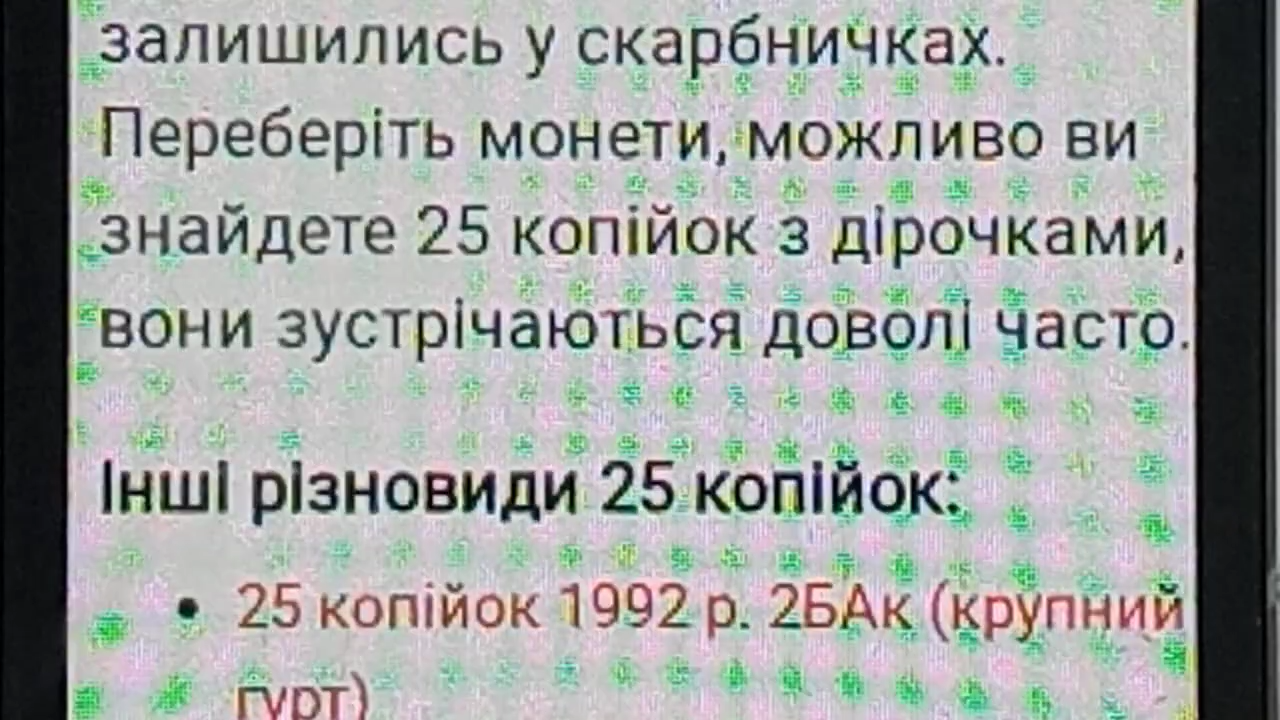 залишились у скарбничках.
Переберіть монети, можливо ви
знайдете 25 копійок з дірочками,
вони зустрічаються доволі часто.
Інші різновиди 25 копійок:
• 25 копійок 1992 р. 2БАк (крупний
гурт)